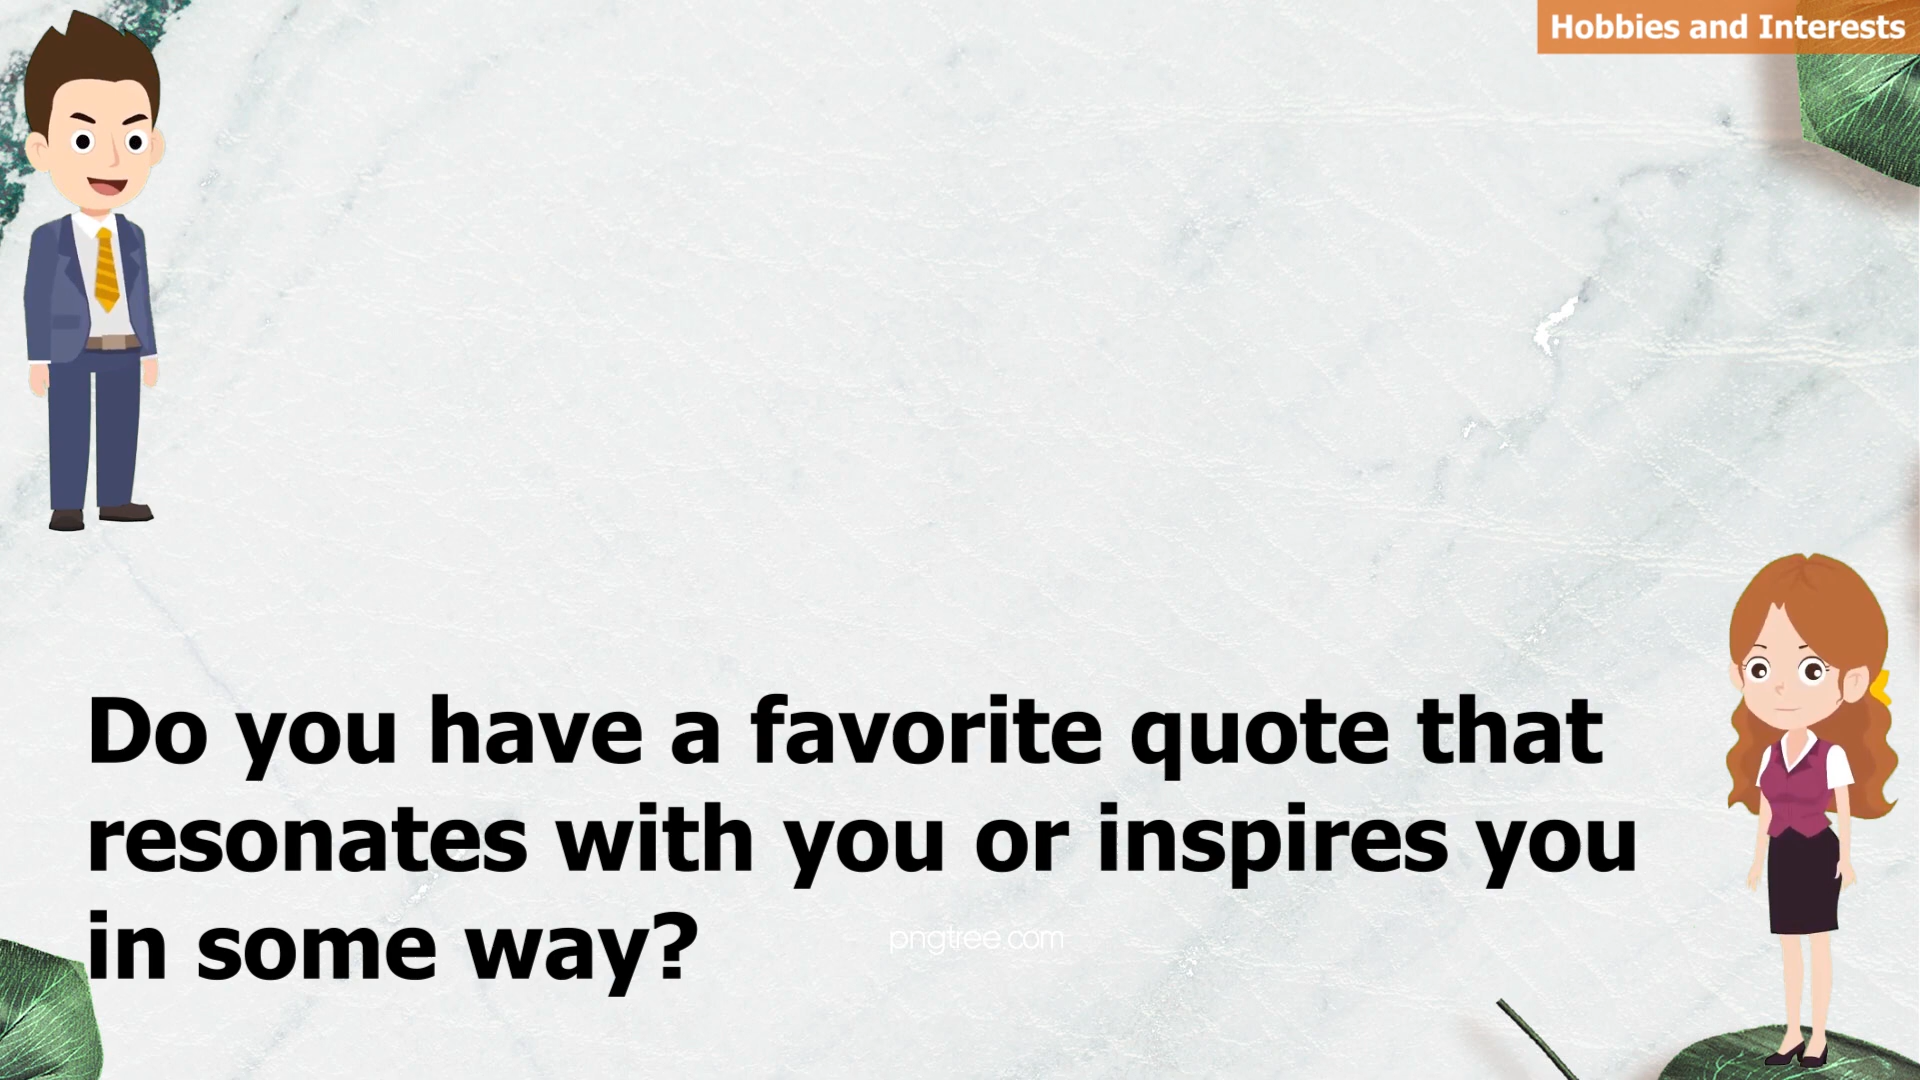 Hobbies and Interests
Do you have a favorite quote that
resonates with you or inspires you
in some way?
pngtree.com